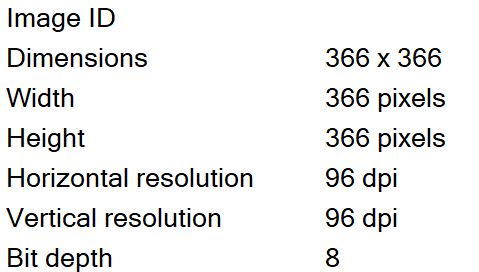 Image ID
Dimensions 366 x 366
Width 366 pixels
Height 366 pixels
Horizontal resolution 96 dpi
Vertical resolution 96 dpi
Bit depth 8